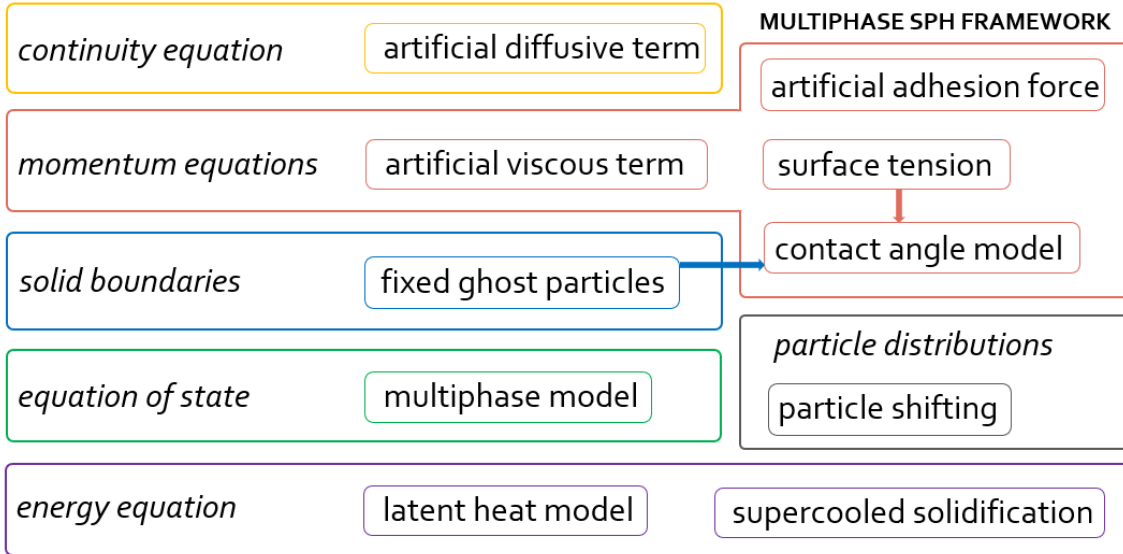 MULTIPHASE SPH FRAMEWORK
continuity equation
artificial diffusive term
artificial adhesion force
momentum equations
artificial viscous term
surface tension
contact angle model
solid boundaries
fixed ghost particles
particle distributions
particle shifting
equation of state
multiphase model
energy equation
latent heat model
supercooled solidification